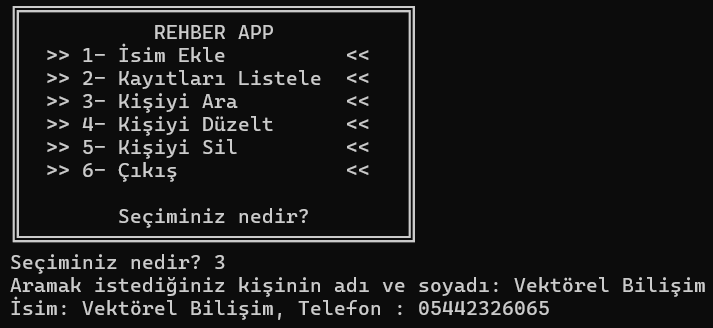 REHBER APP
>> 1- İsim Ekle <<
>> 2- Kayıtları Listele <<
>> 3- Kişiyi Ara <<
>> 4- Kişiyi Düzelt <<
>> 5- Kişiyi Sil <<
>> 6- Çıkış <<
Seçiminiz nedir?
Seçiminiz nedir? 3
Aramak istediğiniz kişinin adı ve soyadı: Vektörel Bilişim
İsim: Vektörel Bilişim, Telefon : 05442326065